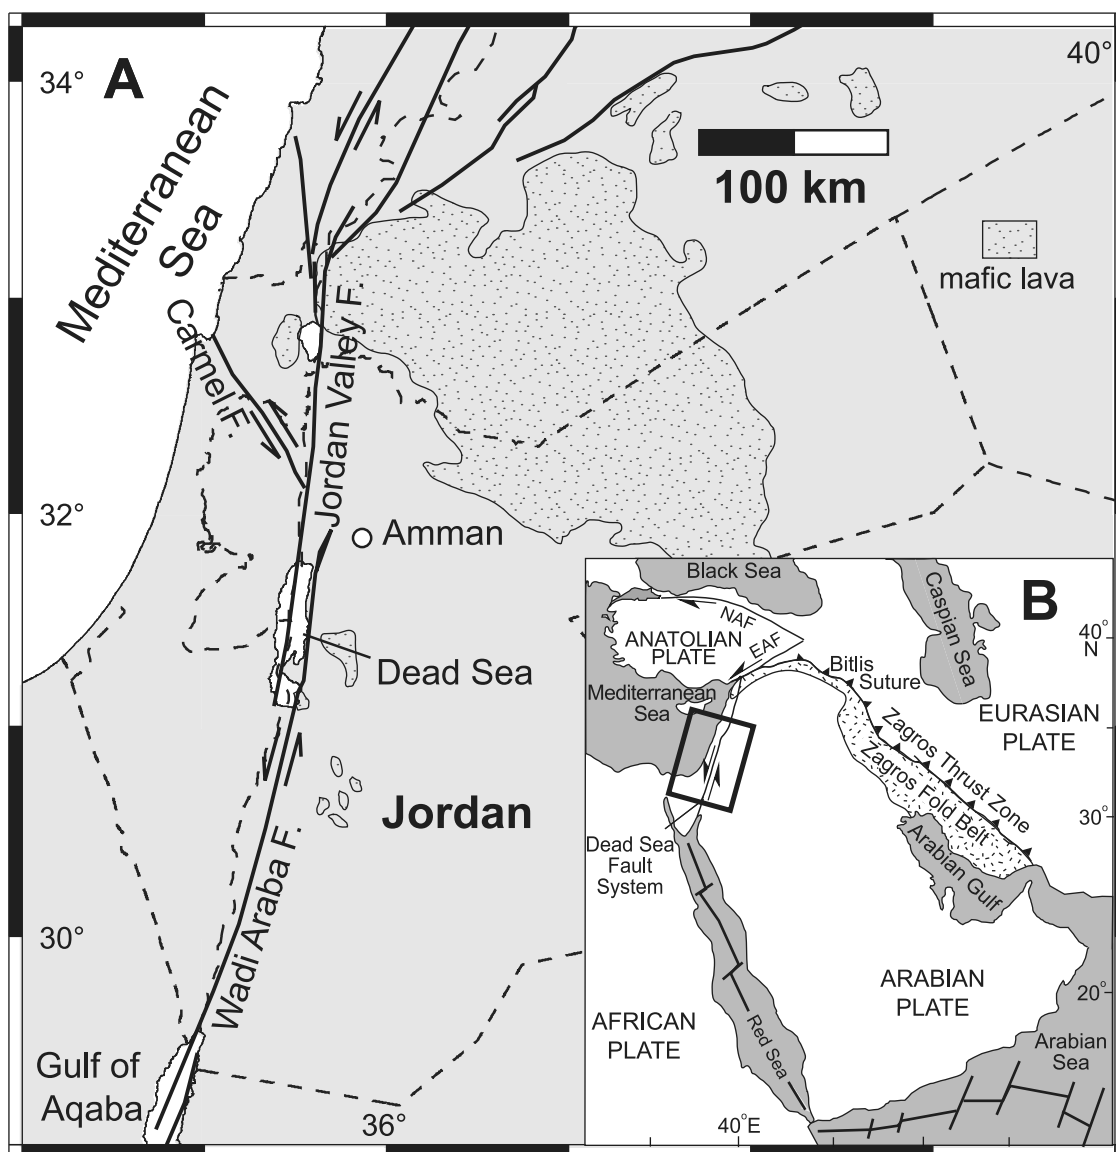 A
34°
40°
Mediterranean
Sea
100 km
mafic lava
Carmel F.
Jordan Valley F.
32°
Amman
Dead Sea
Jordan
Wadi Araba F.
30°
Gulf of
Aqaba
36°
B
Black Sea
Caspian Sea
NAF
ANATOLIAN
PLATE
EAF
40°
N
Bitlis
Suture
Mediterranean
Sea
EURASIAN
PLATE
Zagros Thrust Zone
Zagros Fold Belt
30°
Dead Sea
Fault
System
Arabian Gulf
ARABIAN
PLATE
20°
AFRICAN
PLATE
Red Sea
Arabian
Sea
40°E